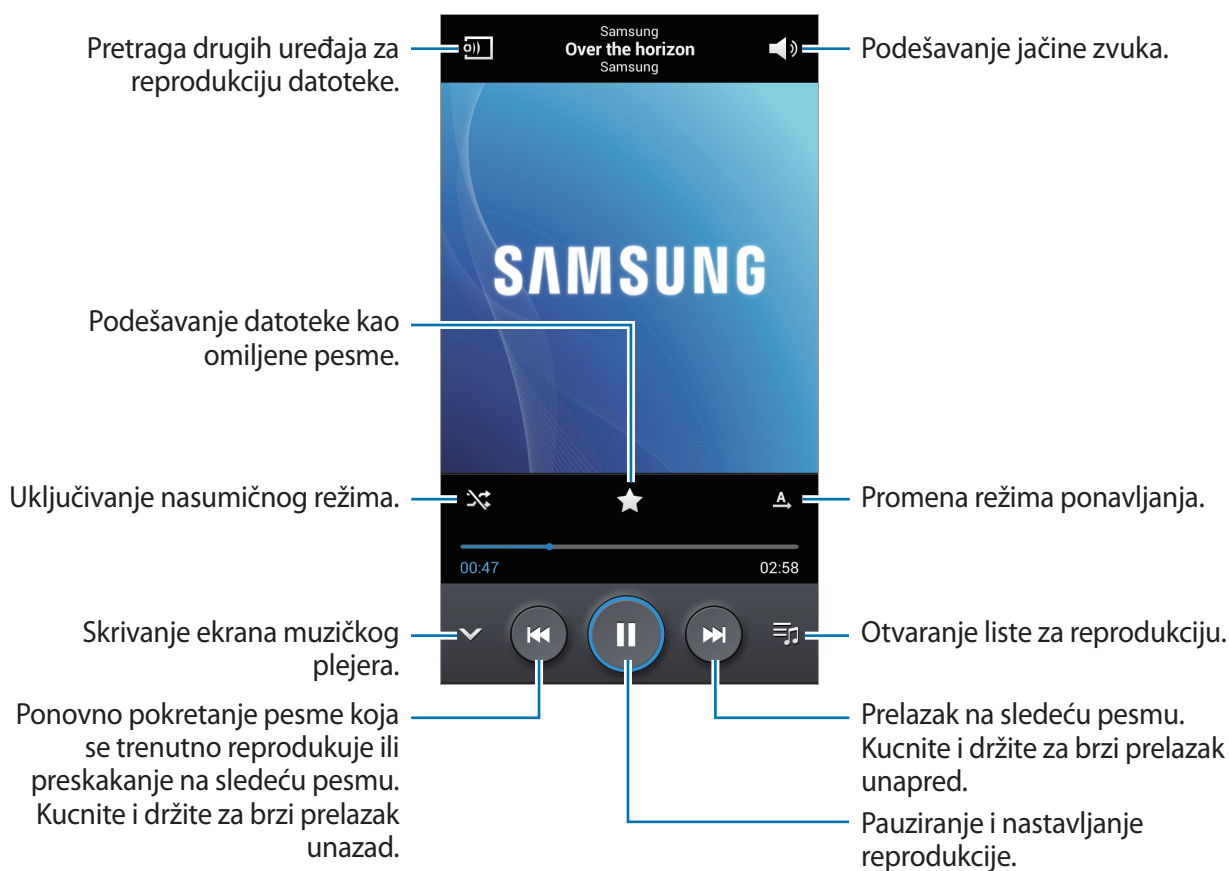 Pretraga drugih uređaja za
reprodukciju datoteke.
Samsung
Over the horizon
Samsung
Podešavanje jačine zvuka.
SAMSUNG
Podešavanje datoteke kao
omiljene pesme.
Uključivanje nasumičnog režima.
A
Promena režima ponavljanja.
00:47
02:58
Skrivanje ekrana muzičkog
plejera.
Otvaranje liste za reprodukciju.
Ponovno pokretanje pesme koja
se trenutno reprodukuje ili
preskakanje na sledeću pesmu.
Kucnite i držite za brzi prelazak
unazad.
Prelazak na sledeću pesmu.
Kucnite i držite za brzi prelazak
unapred.
Pauziranje i nastavljanje
reprodukcije.